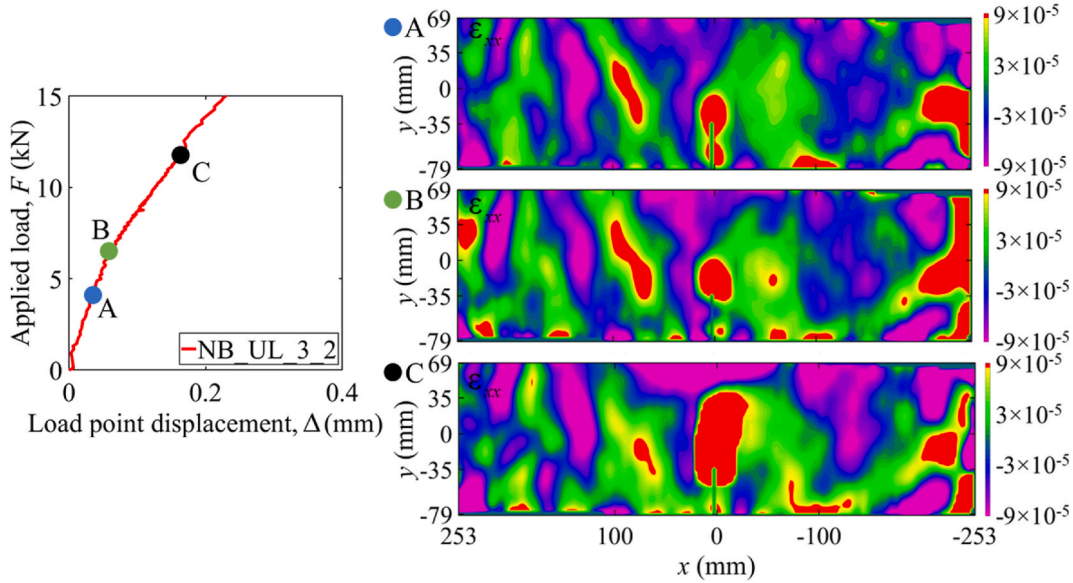 15
10
5
0
0
0.2
0.4
Applied load, F (kN)
Load point displacement, Δ (mm)
A
B
C
NB_UL_3_2
A
εxx
69
35
0
-35
-79
y (mm)
9×10⁻⁵
3×10⁻⁵
-3×10⁻⁵
-9×10⁻⁵
B
εxx
69
35
0
-35
-79
y (mm)
9×10⁻⁵
3×10⁻⁵
-3×10⁻⁵
-9×10⁻⁵
C
εxx
69
35
0
-35
-79
y (mm)
9×10⁻⁵
3×10⁻⁵
-3×10⁻⁵
-9×10⁻⁵
253
100
0
-100
-253
x (mm)